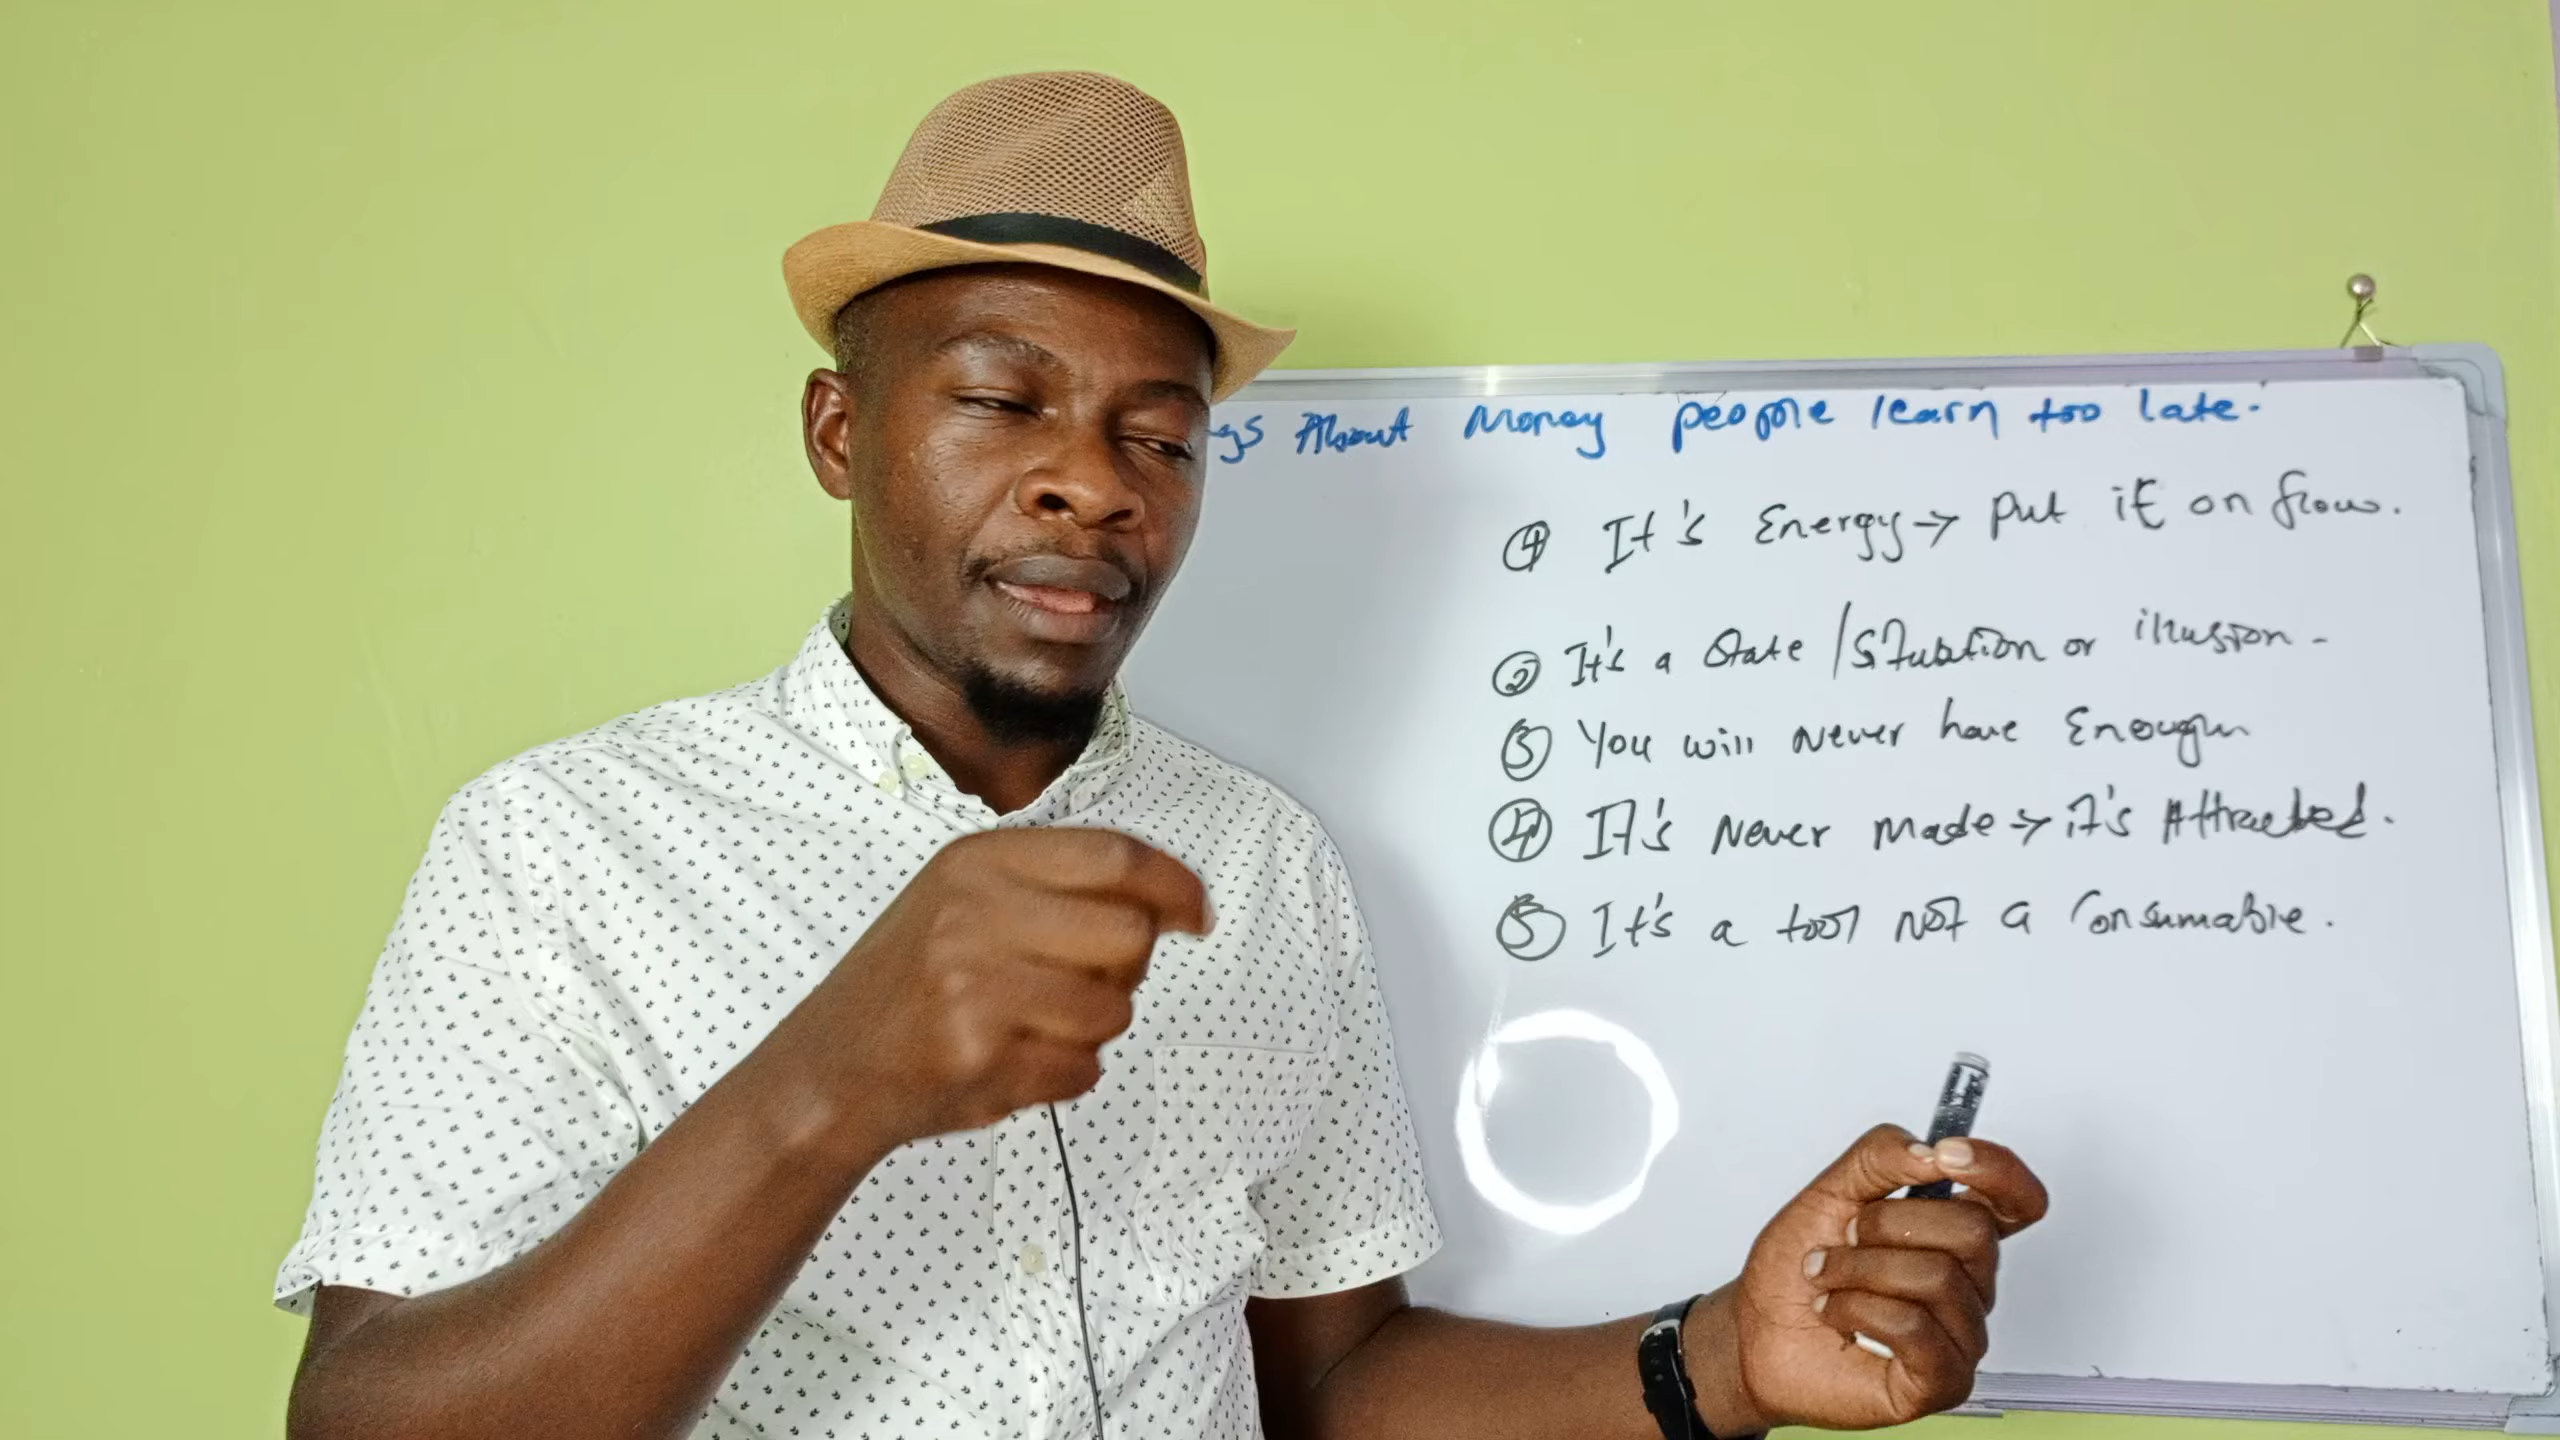 gs About Money people learn too late.
④ It's Energy → Put it on flow.
② It's a State / Situation or illusion -
③ You will Never have Enough
④ It's Never Made → it's Attracted.
⑤ It's a tool Not a Consumable.